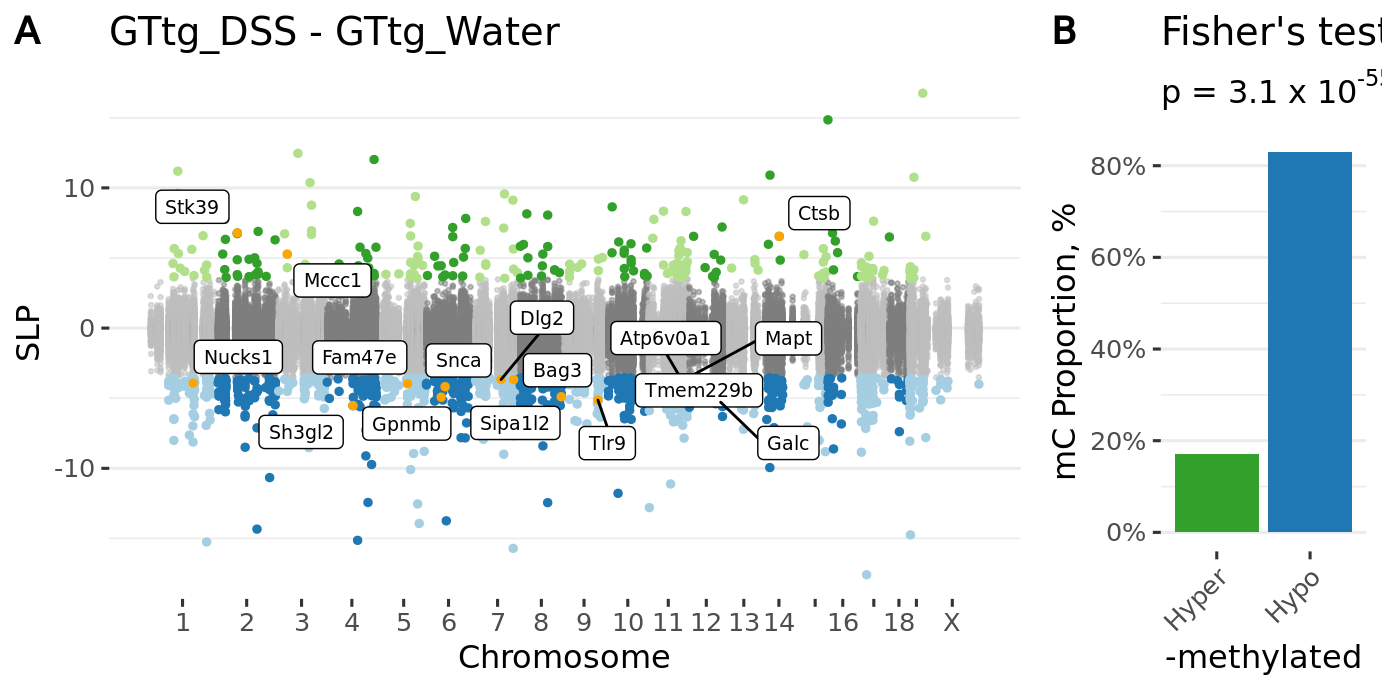 A
GTtg_DSS - GTtg_Water
SLP
10
0
-10
Stk39
Ctsb
Mccc1
Dlg2
Atp6v0a1
Mapt
Nucks1
Fam47e
Snca
Bag3
Tmem229b
Sh3gl2
Gpnmb
Sipa1l2
Tlr9
Galc
1 2 3 4 5 6 7 8 9 10 11 12 13 14 16 18 X
Chromosome
B
Fisher's test
p = 3.1 x 10
mC Proportion, %
80%
60%
40%
20%
0%
Hyper
Hypo
-methylated